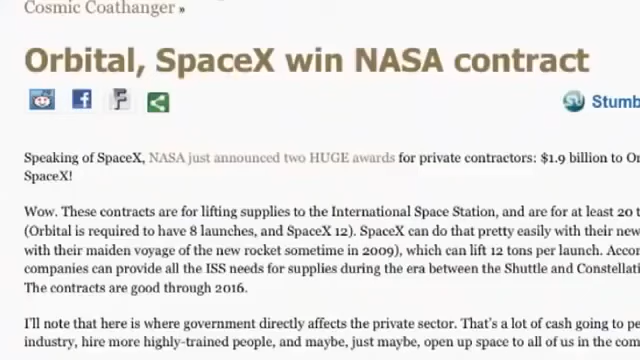 Cosmic Coathanger »
Orbital, SpaceX win NASA contract
Stumb
Speaking of SpaceX, NASA just announced two HUGE awards for private contractors: $1.9 billion to Or
SpaceX!
Wow. These contracts are for lifting supplies to the International Space Station, and are for at least 20 t
(Orbital is required to have 8 launches, and SpaceX 12). SpaceX can do that pretty easily with their new
with their maiden voyage of the new rocket sometime in 2009), which can lift 12 tons per launch. Accor
companies can provide all the ISS needs for supplies during the era between the Shuttle and Constellati
The contracts are good through 2016.
I'll note that here is where government directly affects the private sector. That's a lot of cash going to pe
industry, hire more highly-trained people, and maybe, just maybe, open up space to all of us in the com